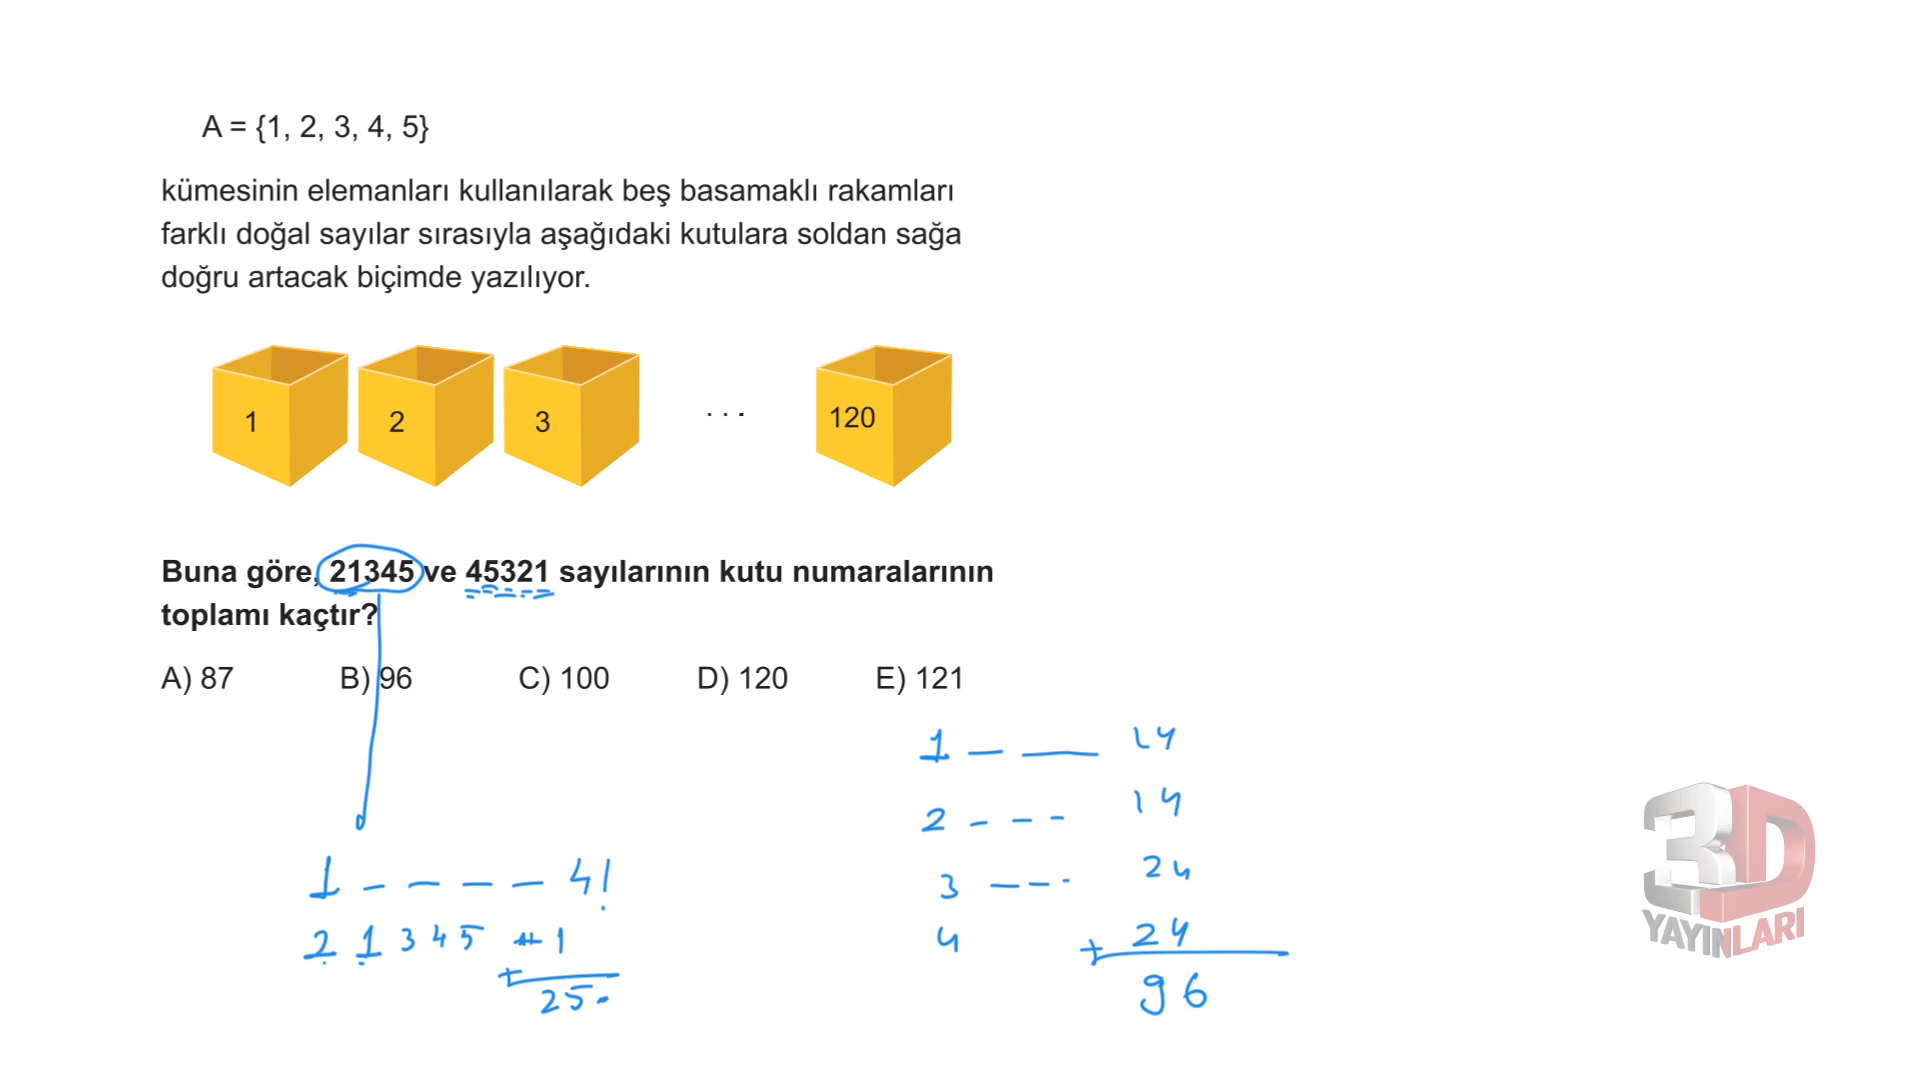 A = {1, 2, 3, 4, 5}
kümesinin elemanları kullanılarak beş basamaklı rakamları
farklı doğal sayılar sırasıyla aşağıdaki kutulara soldan sağa
doğru artacak biçimde yazılıyor.
1 2 3 . . . 120
Buna göre, 21345 ve 45321 sayılarının kutu numaralarının
toplamı kaçtır?
A) 87 B) 96 C) 100 D) 120 E) 121
1 _ _ _ _ 4!
2 1 3 4 5 + 1
+
25.
1 — — 24
2 - - - 24
3 - - - 24
4 + 24
96
3D
YAYINLARI